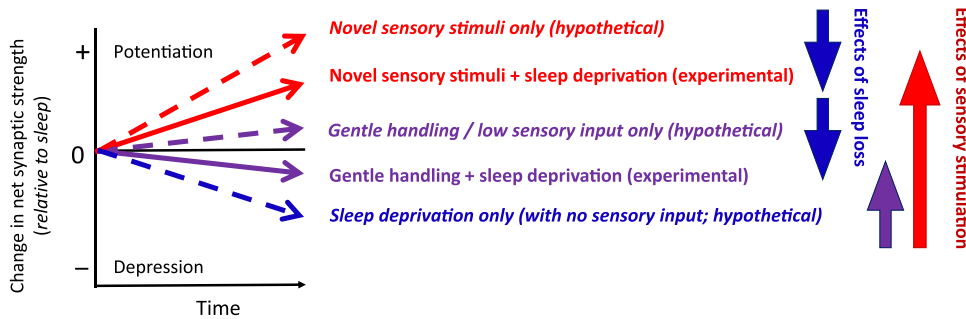 Change in net synaptic strength
(relative to sleep)
+
Potentiation
0
–
Depression
Time
Novel sensory stimuli only (hypothetical)
Novel sensory stimuli + sleep deprivation (experimental)
Gentle handling / low sensory input only (hypothetical)
Gentle handling + sleep deprivation (experimental)
Sleep deprivation only (with no sensory input; hypothetical)
Effects of sleep loss
Effects of sensory stimulation